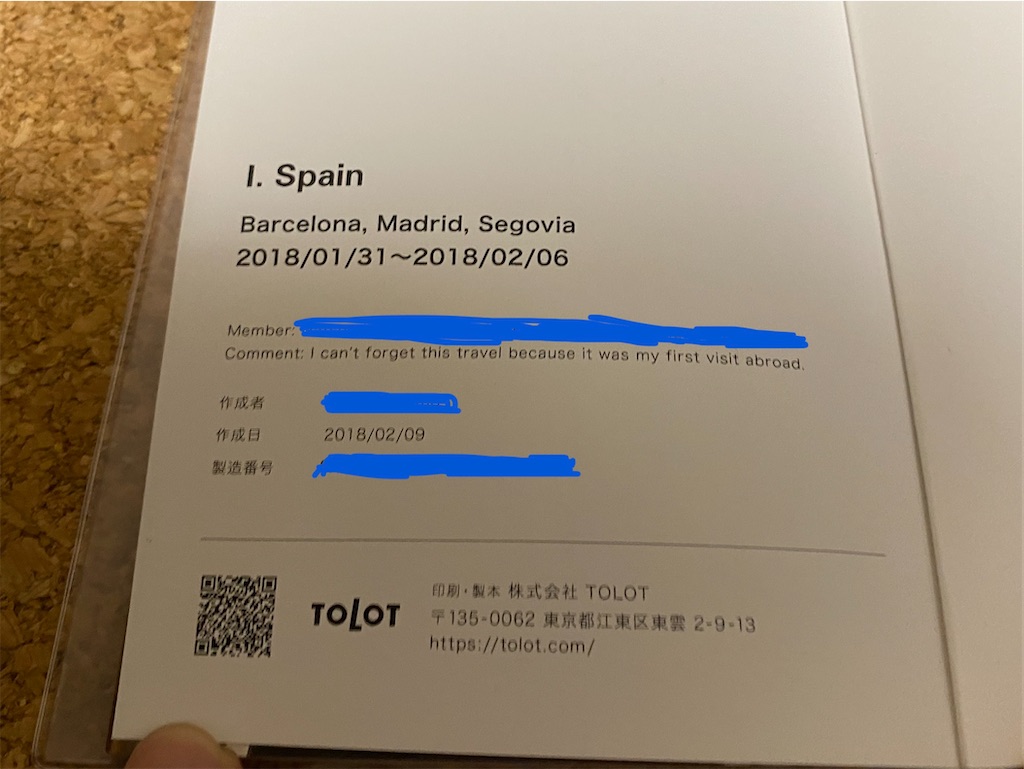 I. Spain
Barcelona, Madrid, Segovia
2018/01/31〜2018/02/06
Member:
Comment: I can't forget this travel because it was my first visit abroad.
作成者
作成日 2018/02/09
製造番号
TOLOT
印刷・製本 株式会社 TOLOT
〒135-0062 東京都江東区東雲 2-9-13
https://tolot.com/